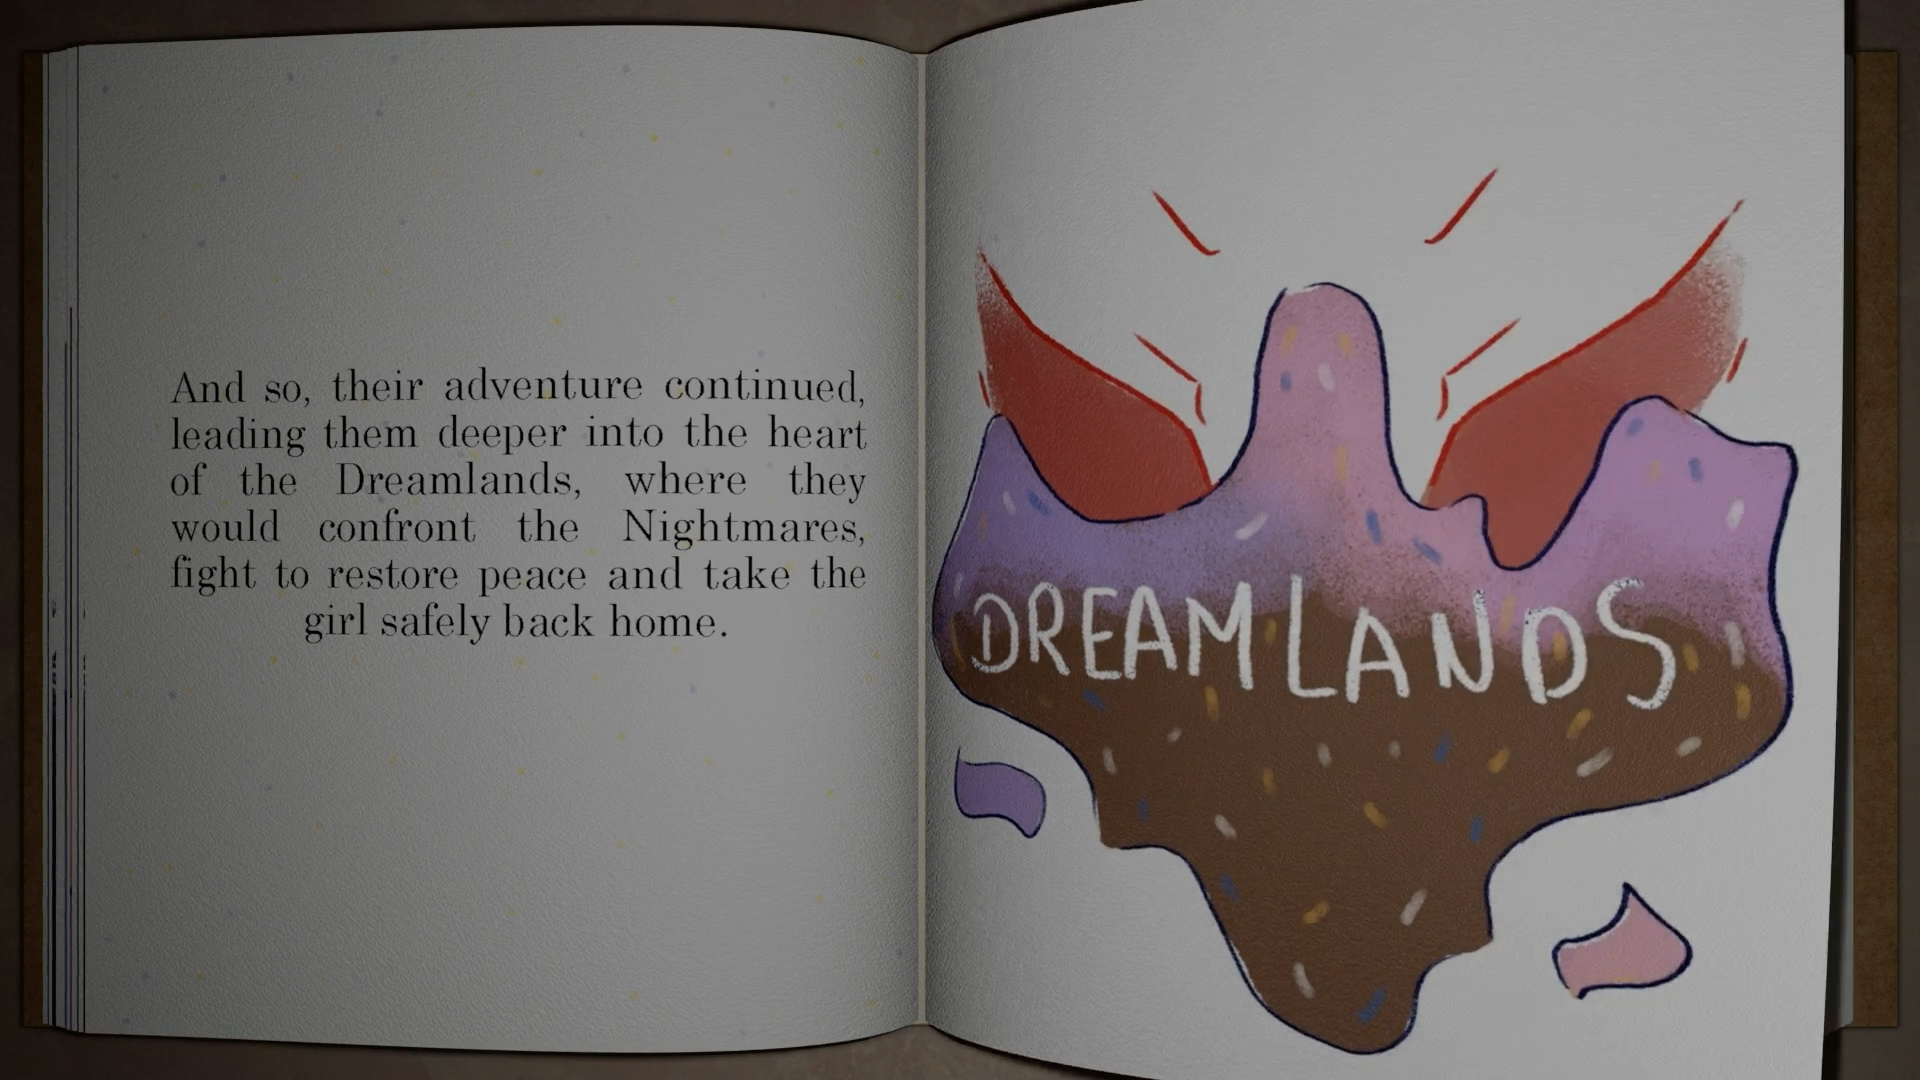 And so, their adventure continued,
leading them deeper into the heart
of the Dreamlands, where they
would confront the Nightmares,
fight to restore peace and take the
girl safely back home.
DREAMLANDS